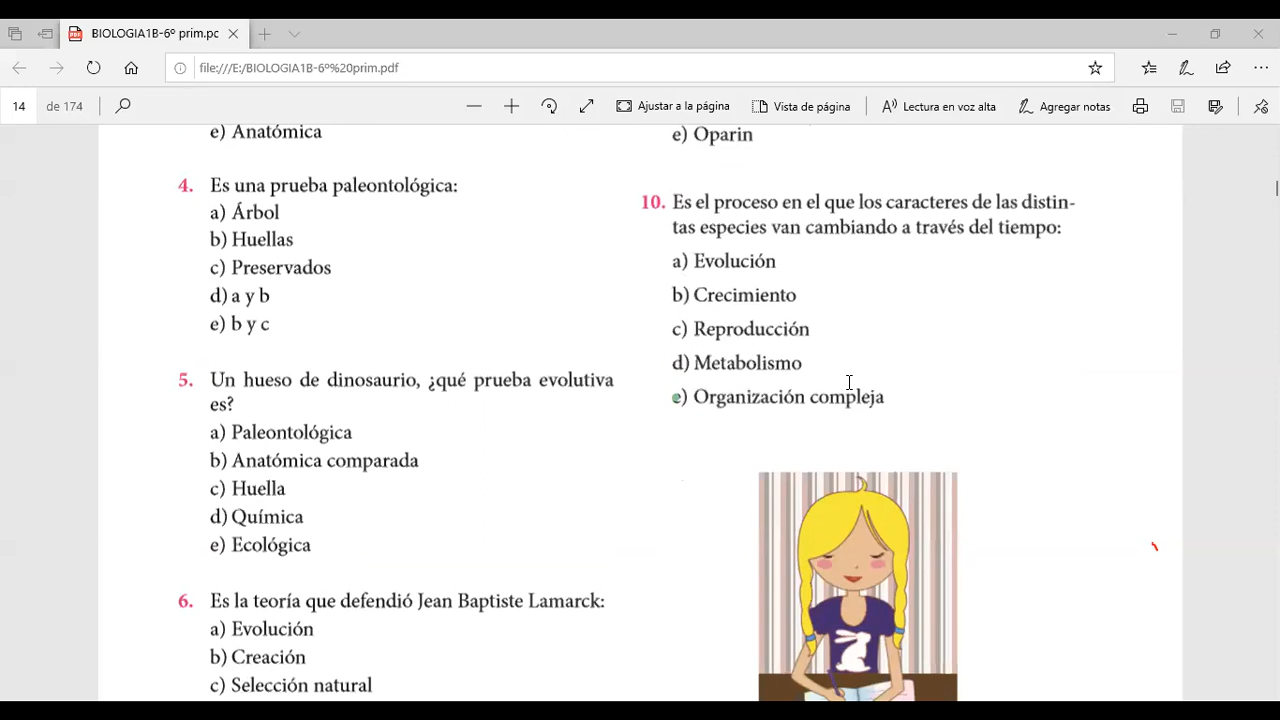 BIOLOGIA1B-6º prim.pc
file:///E:/BIOLOGIA1B-6º%20prim.pdf
14 de 174
Ajustar a la página
Vista de página
Lectura en voz alta
Agregar notas
e) Anatómica
4. Es una prueba paleontológica:
a) Árbol
b) Huellas
c) Preservados
d) a y b
e) b y c
5. Un hueso de dinosaurio, ¿qué prueba evolutiva
es?
a) Paleontológica
b) Anatómica comparada
c) Huella
d) Química
e) Ecológica
6. Es la teoría que defendió Jean Baptiste Lamarck:
a) Evolución
b) Creación
c) Selección natural
e) Oparin
10. Es el proceso en el que los caracteres de las distin-
tas especies van cambiando a través del tiempo:
a) Evolución
b) Crecimiento
c) Reproducción
d) Metabolismo
e) Organización compleja